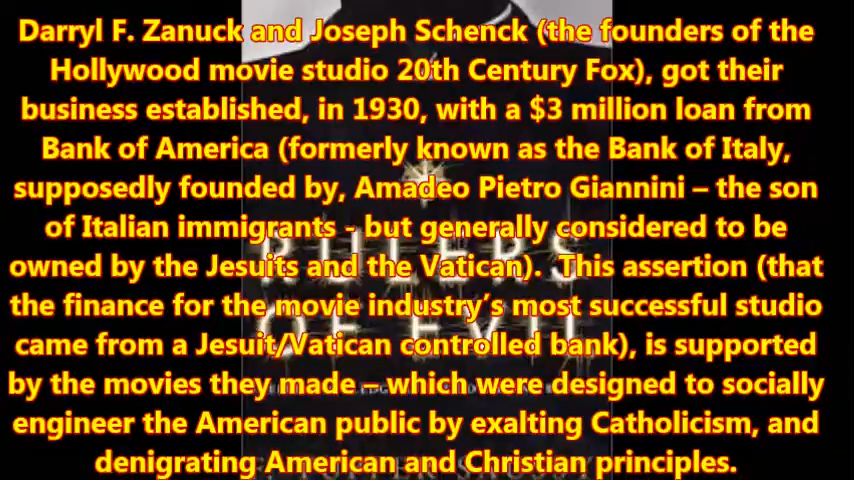 Darryl F. Zanuck and Joseph Schenck (the founders of the
Hollywood movie studio 20th Century Fox), got their
business established, in 1930, with a $3 million loan from
Bank of America (formerly known as the Bank of Italy,
supposedly founded by, Amadeo Pietro Giannini – the son
of Italian immigrants - but generally considered to be
owned by the Jesuits and the Vatican).  This assertion (that
the finance for the movie industry’s most successful studio
came from a Jesuit/Vatican controlled bank), is supported
by the movies they made – which were designed to socially
engineer the American public by exalting Catholicism, and
denigrating American and Christian principles.
RULERS
OF EVIL